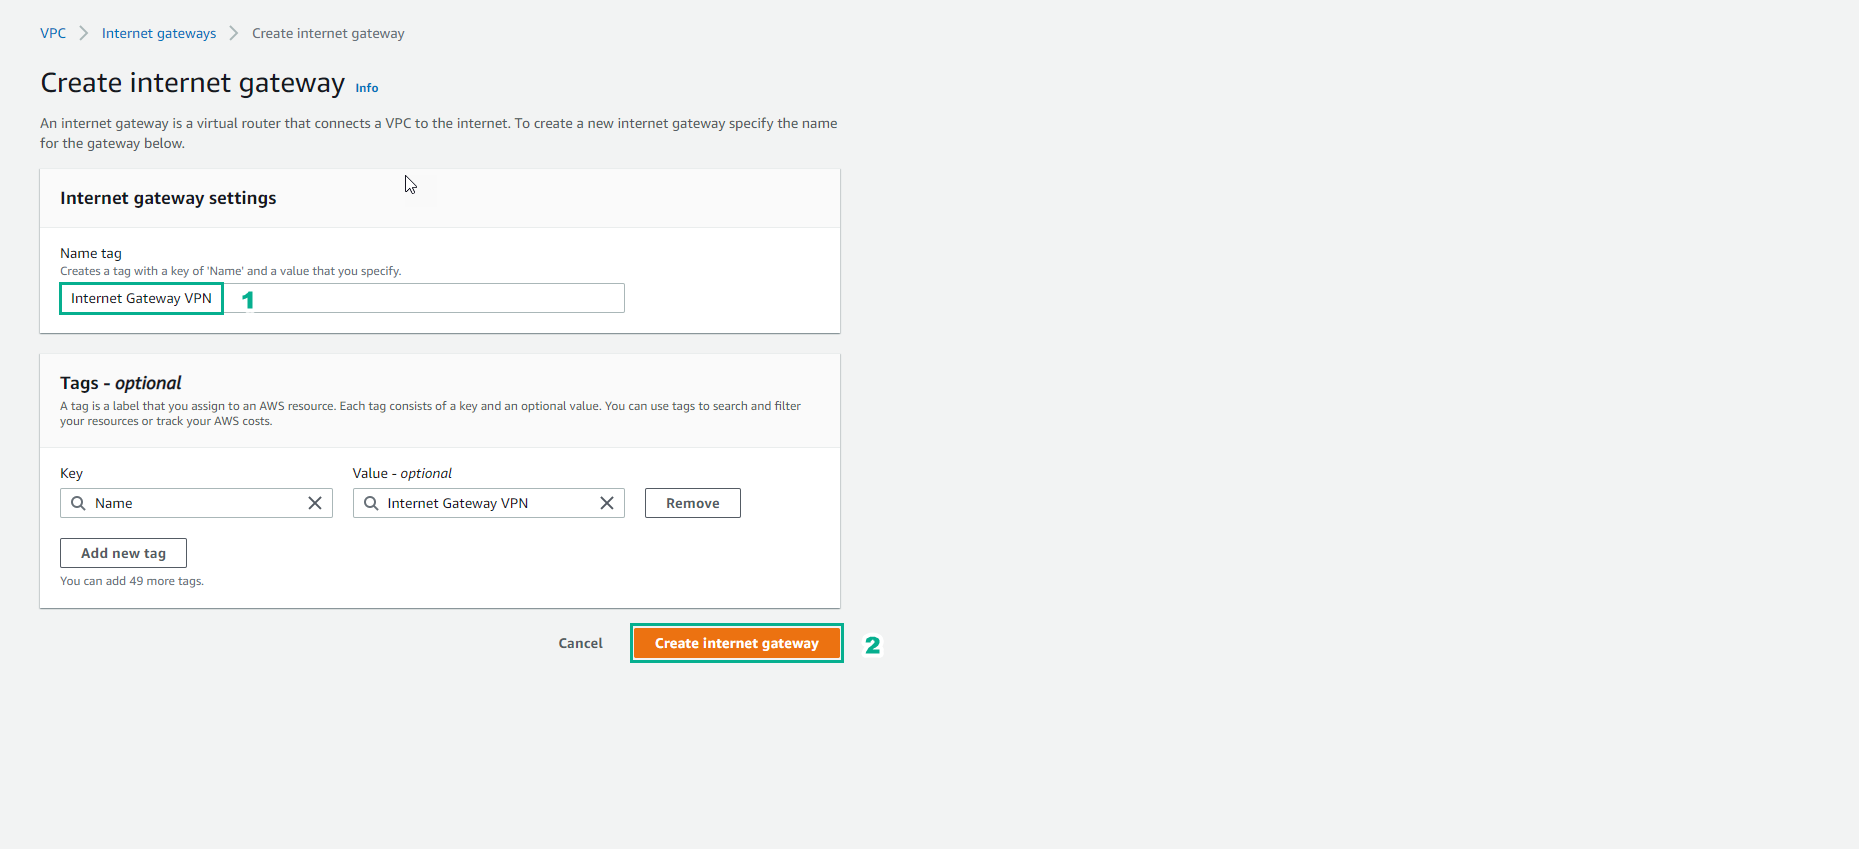 VPC Internet gateways Create internet gateway
Create internet gateway Info
An internet gateway is a virtual router that connects a VPC to the internet. To create a new internet gateway specify the name
for the gateway below.
Internet gateway settings
Name tag
Creates a tag with a key of 'Name' and a value that you specify.
Internet Gateway VPN 1
Tags - optional
A tag is a label that you assign to an AWS resource. Each tag consists of a key and an optional value. You can use tags to search and filter
your resources or track your AWS costs.
Key Value - optional
Name Internet Gateway VPN Remove
Add new tag
You can add 49 more tags.
Cancel Create internet gateway 2